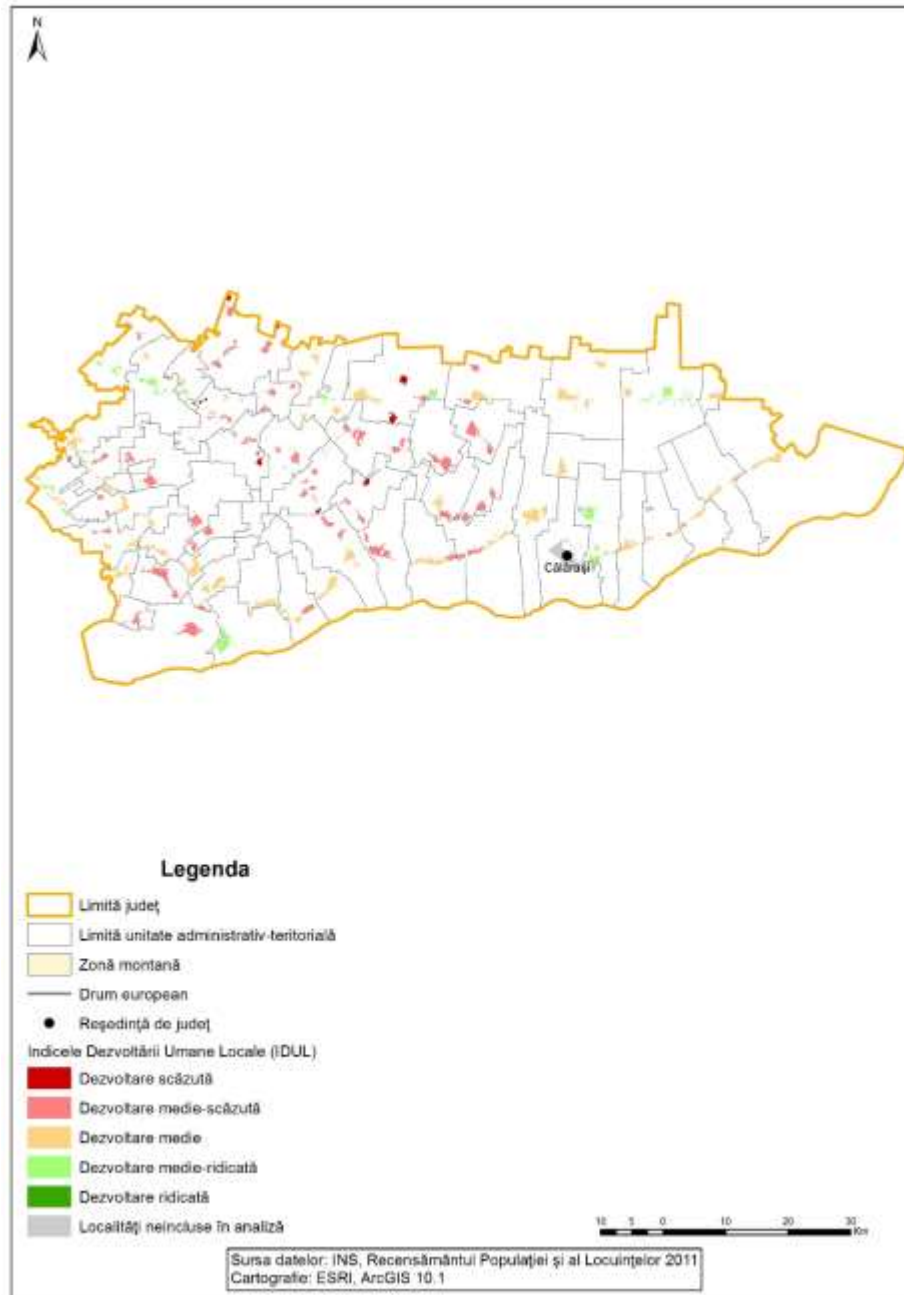 N
Călărași
Legenda
Limită județ
Limită unitate administrativ-teritorială
Zonă montană
Drum european
Reședință de județ
Indicele Dezvoltării Umane Locale (IDUL)
Dezvoltare scăzută
Dezvoltare medie-scăzută
Dezvoltare medie
Dezvoltare medie-ridicată
Dezvoltare ridicată
Localități neincluse în analiză
10 5 0 10 20 30
Km
Sursa datelor: INS, Recensământul Populației și al Locuințelor 2011
Cartografie: ESRI, ArcGIS 10.1